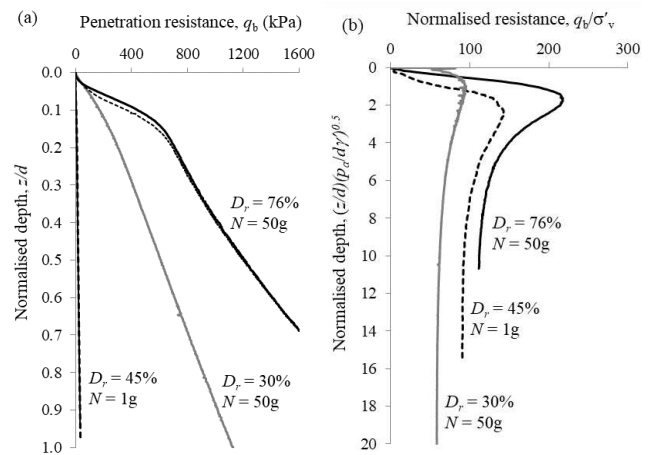 (a)
Penetration resistance, q_b (kPa)
0 400 800 1200 1600
Normalised depth, z/d
0.0
0.1
0.2
0.3
0.4
0.5
0.6
0.7
0.8
0.9
1.0
D_r = 76%
N = 50g
D_r = 45%
N = 1g
D_r = 30%
N = 50g
(b)
Normalised resistance, q_b/σ'_v
0 100 200 300
Normalised depth, (z/d)(p_a/dγ')^0.5
0
2
4
6
8
10
12
14
16
18
20
D_r = 76%
N = 50g
D_r = 45%
N = 1g
D_r = 30%
N = 50g